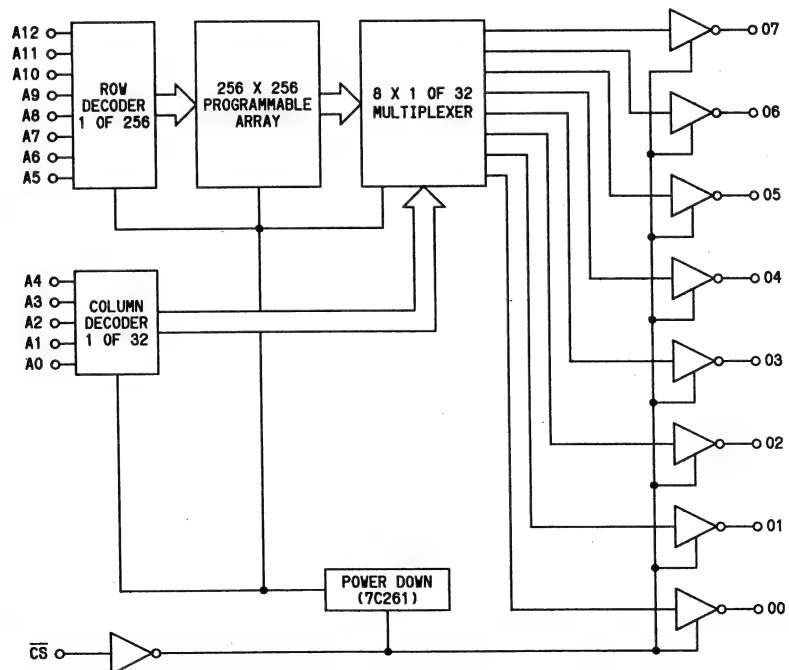 A12
A11
A10
A9
A8
A7
A6
A5
ROW
DECODER
1 OF 256
256 X 256
PROGRAMMABLE
ARRAY
8 X 1 OF 32
MULTIPLEXER
07
06
05
04
03
02
01
00
A4
A3
A2
A1
A0
COLUMN
DECODER
1 OF 32
POWER DOWN
(7C261)
C̅S̅